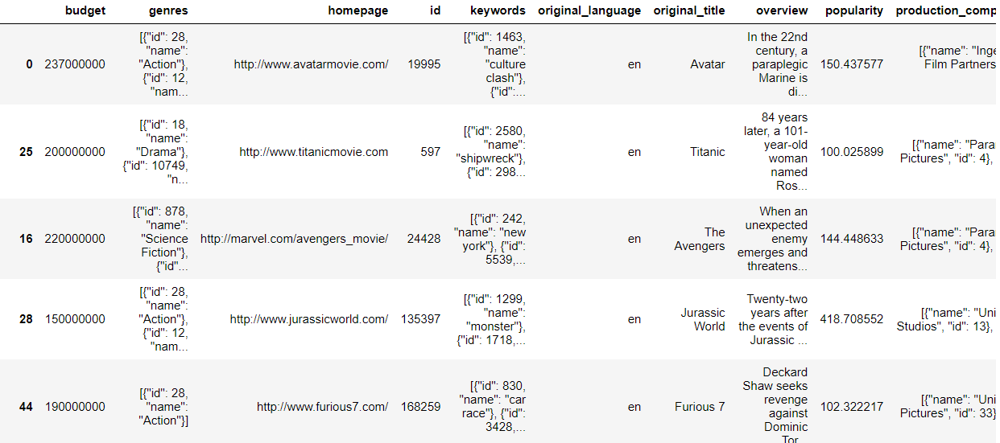 budget genres homepage id keywords original_language original_title overview popularity production_comp
0 237000000 [{"id": 28, "name": "Action"}, {"id": 12, "nam... http://www.avatarmovie.com/ 19995 [{"id": 1463, "name": "culture clash"}, {"id":... en Avatar In the 22nd century, a paraplegic Marine is di... 150.437577 [{"name": "Inge Film Partners
25 200000000 [{"id": 18, "name": "Drama"}, {"id": 10749, "n... http://www.titanicmovie.com 597 [{"id": 2580, "name": "shipwreck"}, {"id": 298... en Titanic 84 years later, a 101-year-old woman named Ros... 100.025899 [{"name": "Para Pictures", "id": 4},
16 220000000 [{"id": 878, "name": "Science Fiction"}, {"id"... http://marvel.com/avengers_movie/ 24428 [{"id": 242, "name": "new york"}, {"id": 5539,... en The Avengers When an unexpected enemy emerges and threatens... 144.448633 [{"name": "Para Pictures", "id": 4},
28 150000000 [{"id": 28, "name": "Action"}, {"id": 12, "nam... http://www.jurassicworld.com/ 135397 [{"id": 1299, "name": "monster"}, {"id": 1718,... en Jurassic World Twenty-two years after the events of Jurassic ... 418.708552 [{"name": "Uni Studios", "id": 13},
44 190000000 [{"id": 28, "name": "Action"}] http://www.furious7.com/ 168259 [{"id": 830, "name": "car race"}, {"id": 3428,... en Furious 7 Deckard Shaw seeks revenge against Dominic Tor... 102.322217 [{"name": "Uni Pictures", "id": 33}